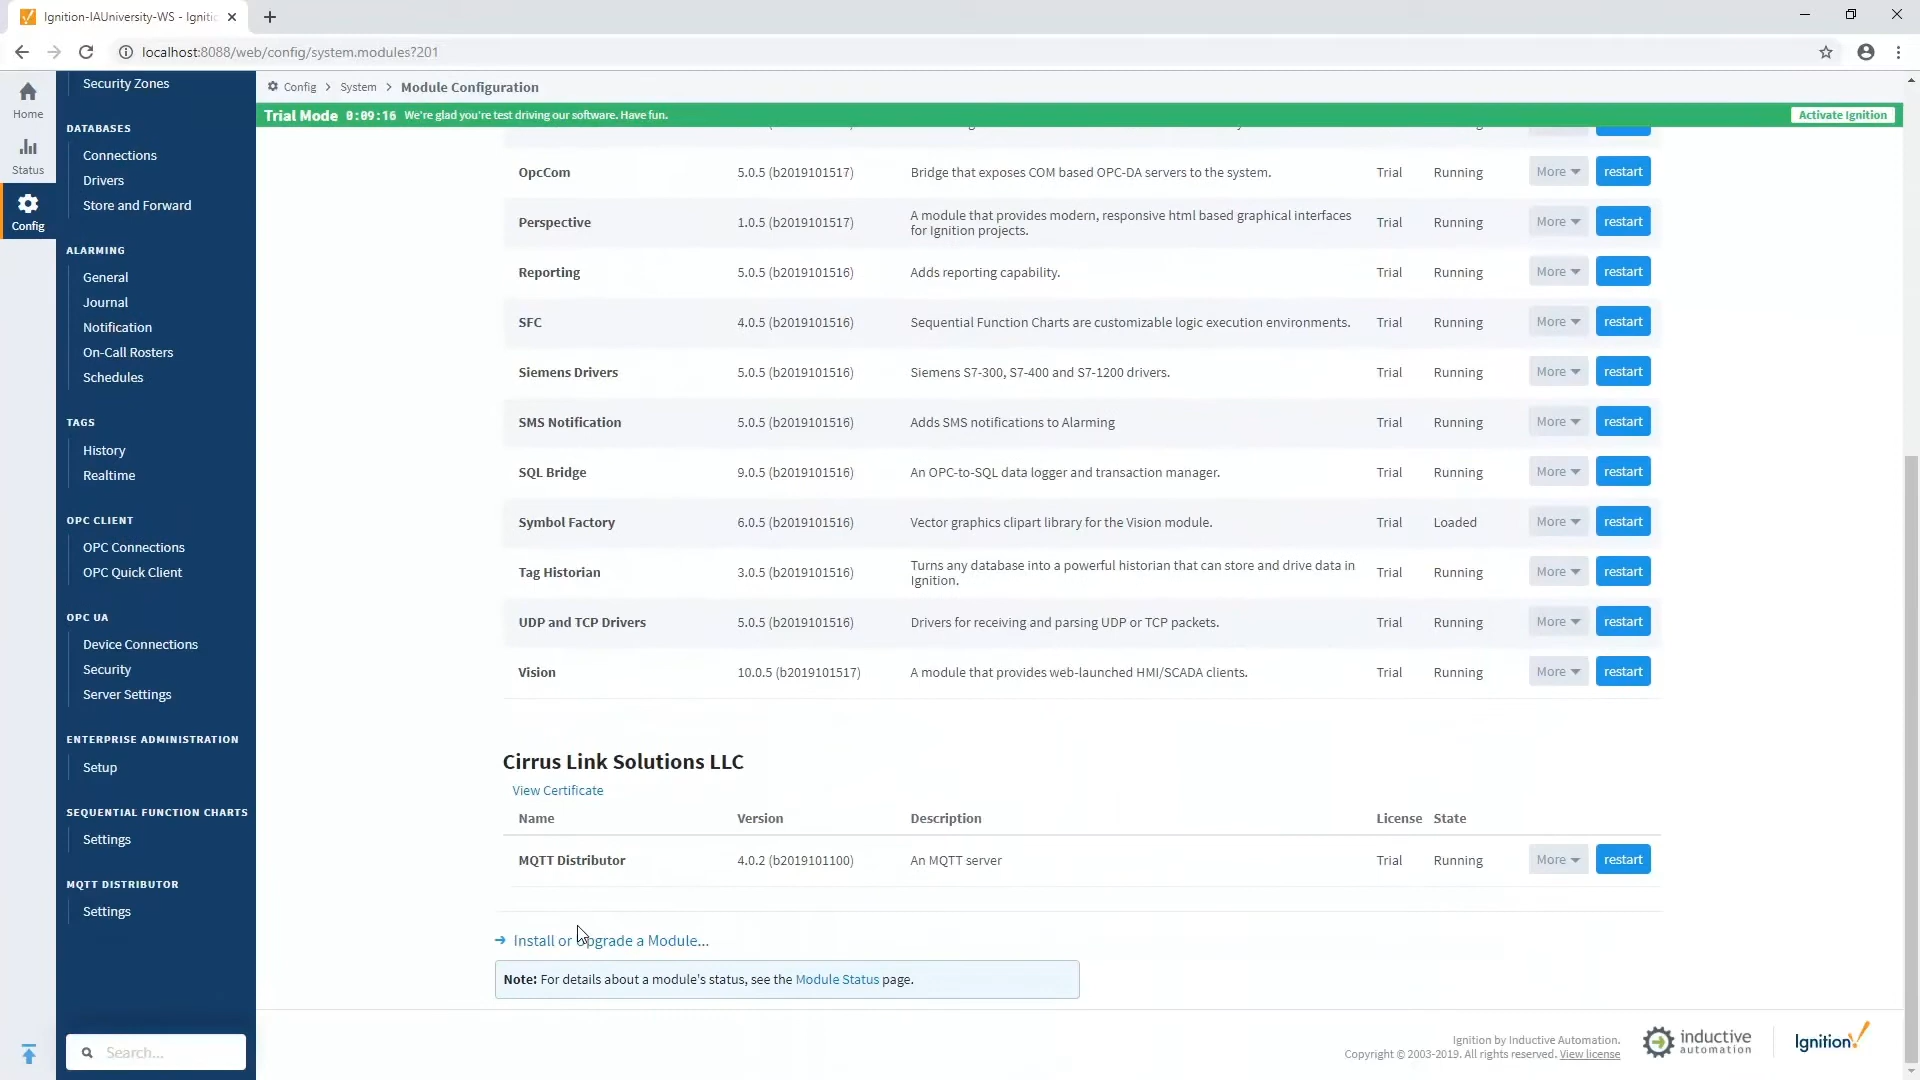 Ignition-IAUniversity-WS - Igniti
localhost:8088/web/config/system.modules?201
Home
Status
Config
Security Zones
DATABASES
Connections
Drivers
Store and Forward
ALARMING
General
Journal
Notification
On-Call Rosters
Schedules
TAGS
History
Realtime
OPC CLIENT
OPC Connections
OPC Quick Client
OPC UA
Device Connections
Security
Server Settings
ENTERPRISE ADMINISTRATION
Setup
SEQUENTIAL FUNCTION CHARTS
Settings
MQTT DISTRIBUTOR
Settings
Search...
Config > System > Module Configuration
Trial Mode 0:09:16 We're glad you're test driving our software. Have fun. Activate Ignition
OpcCom 5.0.5 (b2019101517) Bridge that exposes COM based OPC-DA servers to the system. Trial Running More restart
Perspective 1.0.5 (b2019101517) A module that provides modern, responsive html based graphical interfaces Trial Running More restart
for Ignition projects.
Reporting 5.0.5 (b2019101516) Adds reporting capability. Trial Running More restart
SFC 4.0.5 (b2019101516) Sequential Function Charts are customizable logic execution environments. Trial Running More restart
Siemens Drivers 5.0.5 (b2019101516) Siemens S7-300, S7-400 and S7-1200 drivers. Trial Running More restart
SMS Notification 5.0.5 (b2019101516) Adds SMS notifications to Alarming Trial Running More restart
SQL Bridge 9.0.5 (b2019101516) An OPC-to-SQL data logger and transaction manager. Trial Running More restart
Symbol Factory 6.0.5 (b2019101516) Vector graphics clipart library for the Vision module. Trial Loaded More restart
Tag Historian 3.0.5 (b2019101516) Turns any database into a powerful historian that can store and drive data in Trial Running More restart
Ignition.
UDP and TCP Drivers 5.0.5 (b2019101516) Drivers for receiving and parsing UDP or TCP packets. Trial Running More restart
Vision 10.0.5 (b2019101517) A module that provides web-launched HMI/SCADA clients. Trial Running More restart
Cirrus Link Solutions LLC
View Certificate
Name Version Description License State
MQTT Distributor 4.0.2 (b2019101100) An MQTT server Trial Running More restart
Install or Upgrade a Module...
Note: For details about a module's status, see the Module Status page.
Ignition by Inductive Automation.
Copyright © 2003-2019. All rights reserved. View license
inductive
automation
Ignition!